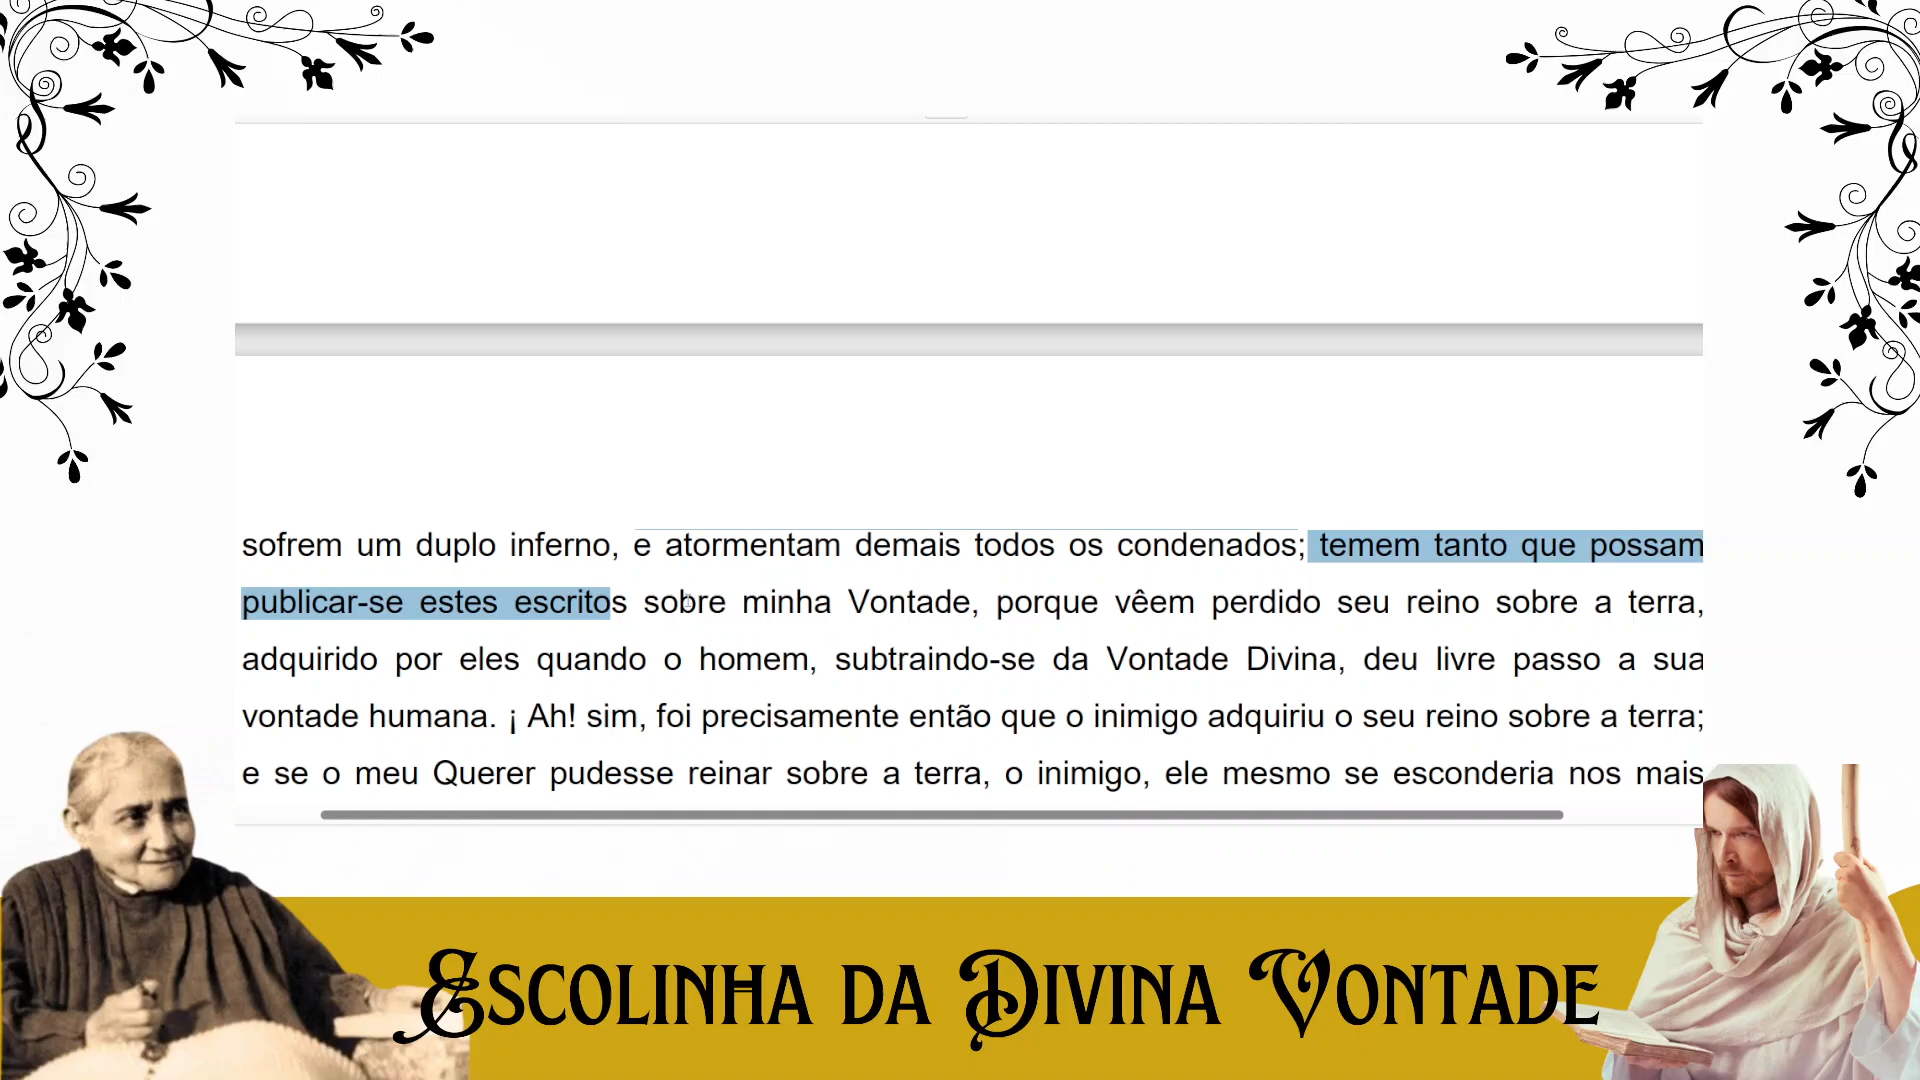 sofrem um duplo inferno, e atormentam demais todos os condenados; temem tanto que possam
publicar-se estes escritos sobre minha Vontade, porque vêem perdido seu reino sobre a terra,
adquirido por eles quando o homem, subtraindo-se da Vontade Divina, deu livre passo a sua
vontade humana. ¡ Ah! sim, foi precisamente então que o inimigo adquiriu o seu reino sobre a terra;
e se o meu Querer pudesse reinar sobre a terra, o inimigo, ele mesmo se esconderia nos mais
ESCOLINHA DA DIVINA VONTADE